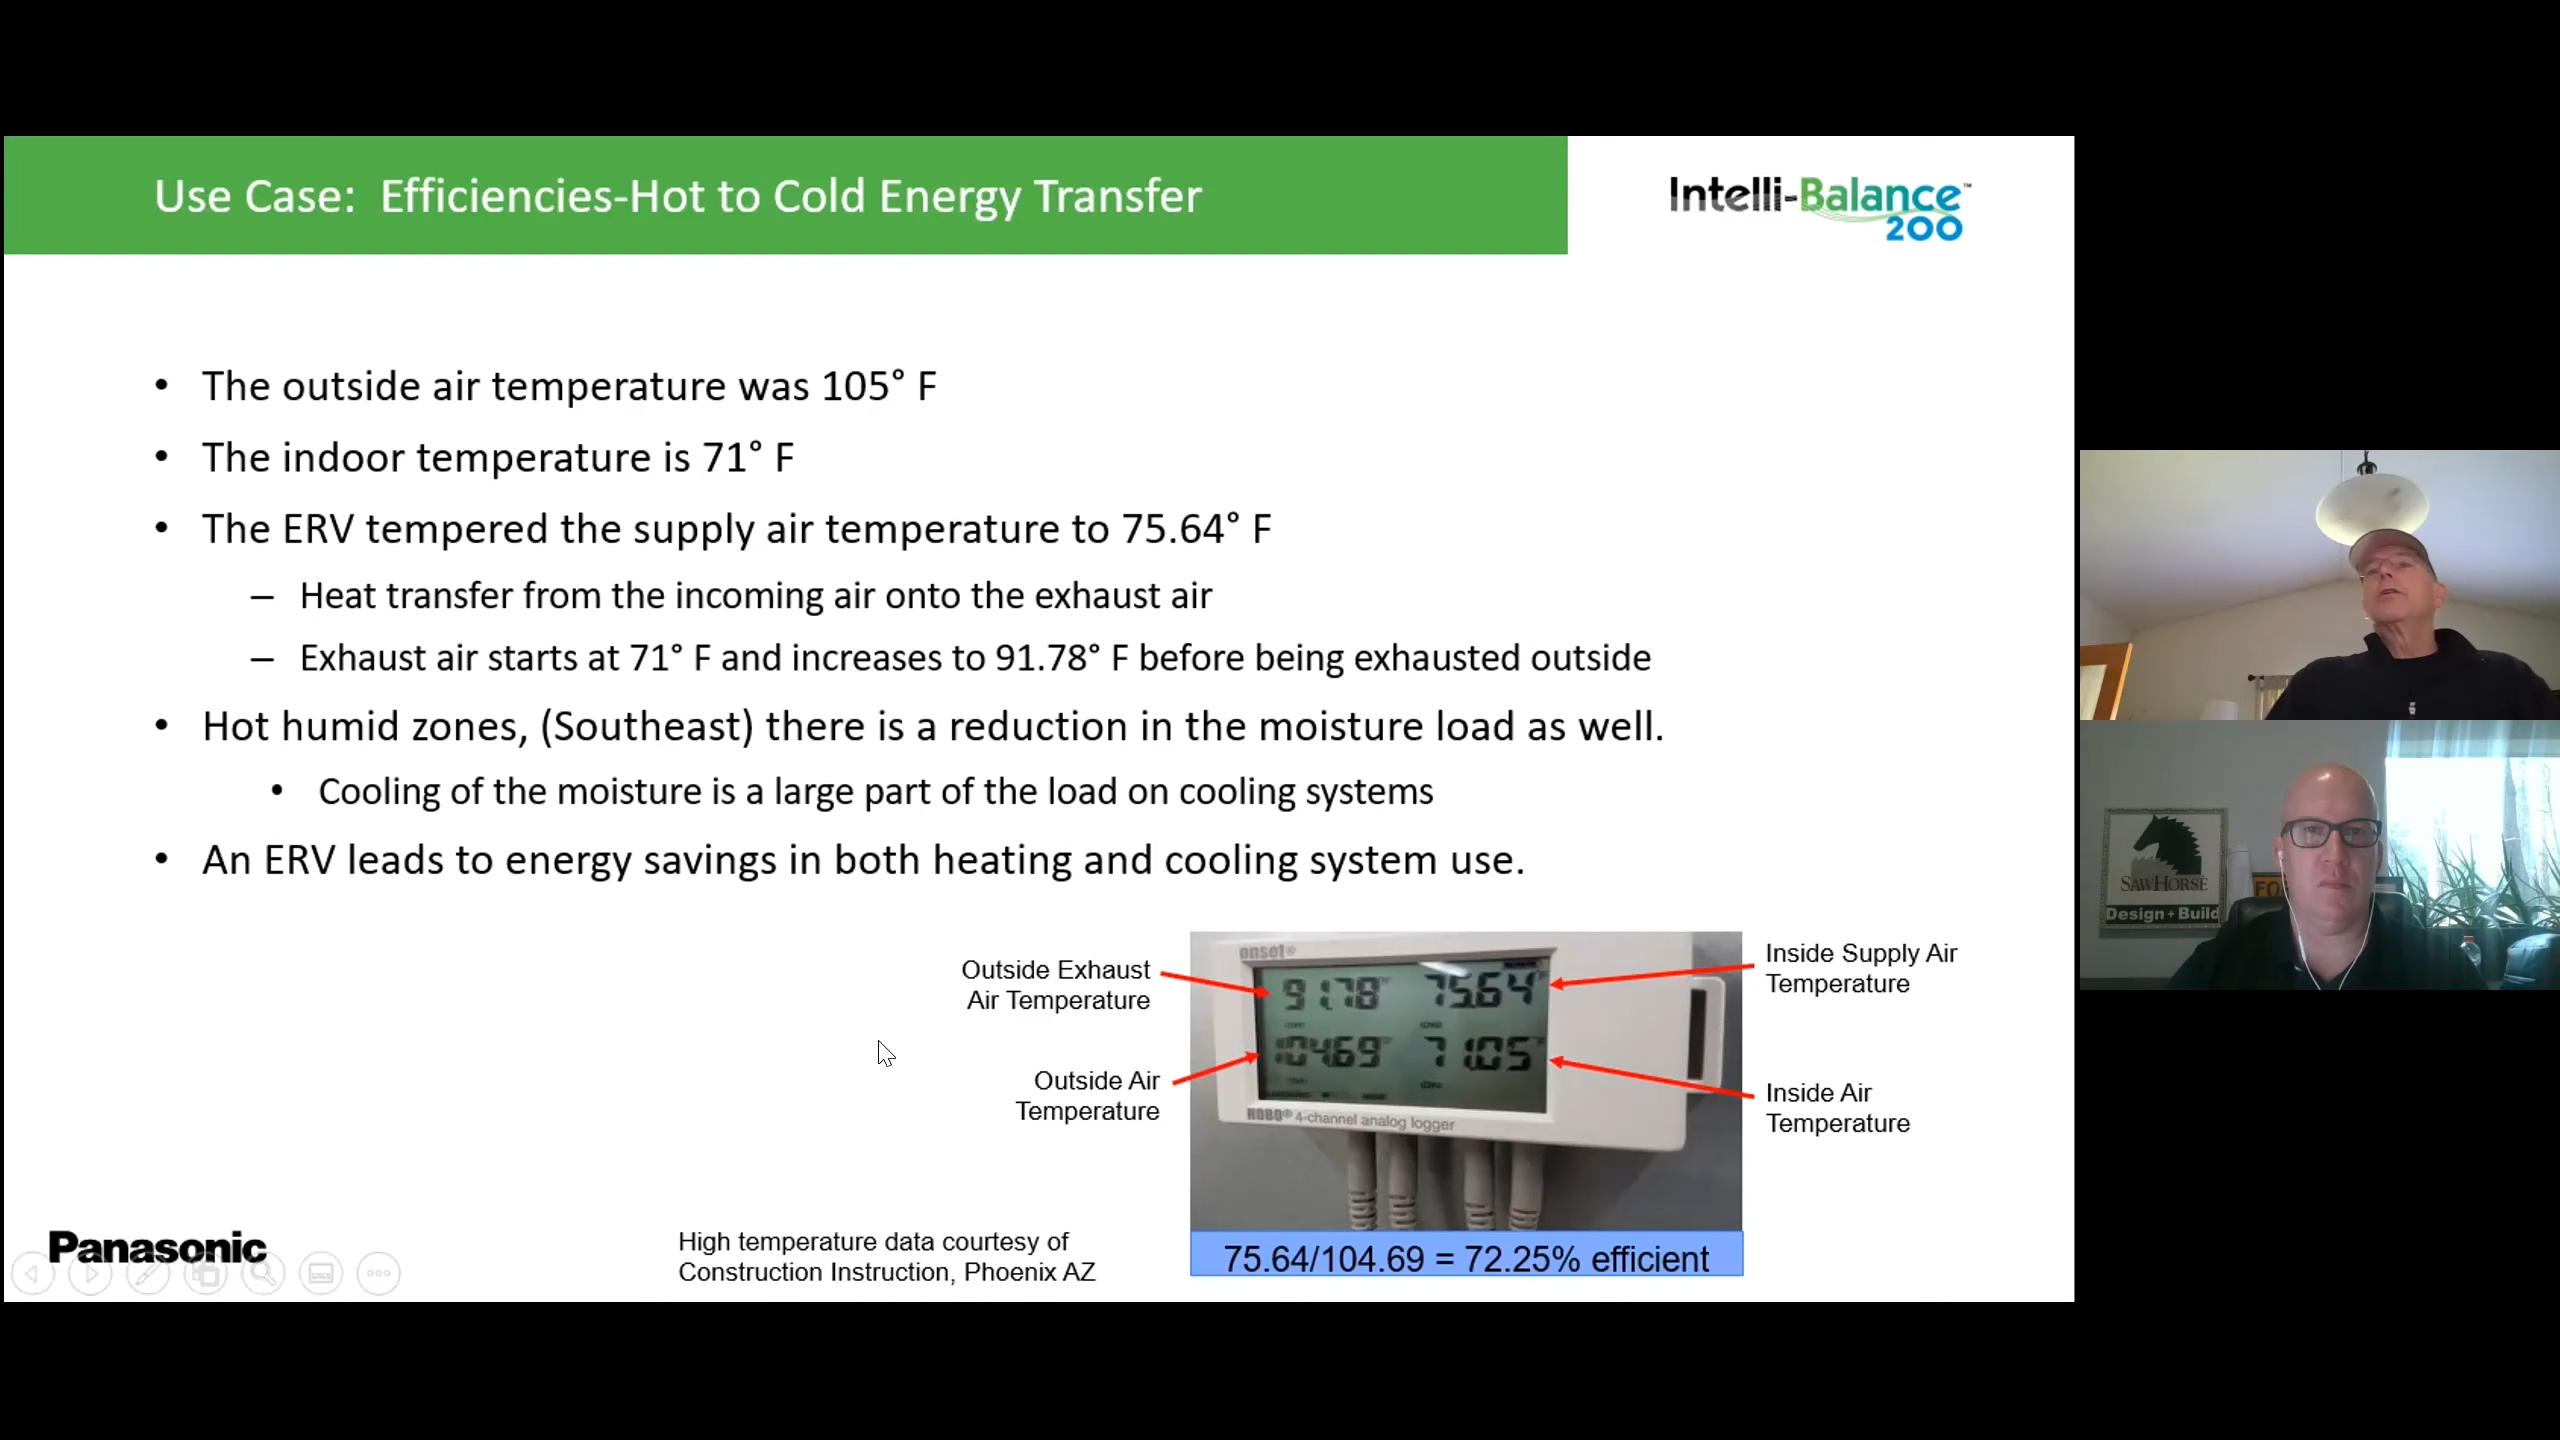 Use Case: Efficiencies-Hot to Cold Energy Transfer
Intelli-Balance™
200
• The outside air temperature was 105° F
• The indoor temperature is 71° F
• The ERV tempered the supply air temperature to 75.64° F
– Heat transfer from the incoming air onto the exhaust air
– Exhaust air starts at 71° F and increases to 91.78° F before being exhausted outside
• Hot humid zones, (Southeast) there is a reduction in the moisture load as well.
• Cooling of the moisture is a large part of the load on cooling systems
• An ERV leads to energy savings in both heating and cooling system use.
Outside Exhaust
Air Temperature
Outside Air
Temperature
onset®
91.78°F 75.64°F
104.69°F 71.05°F
HOBO® 4-channel analog logger
Inside Supply Air
Temperature
Inside Air
Temperature
75.64/104.69 = 72.25% efficient
High temperature data courtesy of
Construction Instruction, Phoenix AZ
Panasonic
SAWHORSE
Design + Build
FO